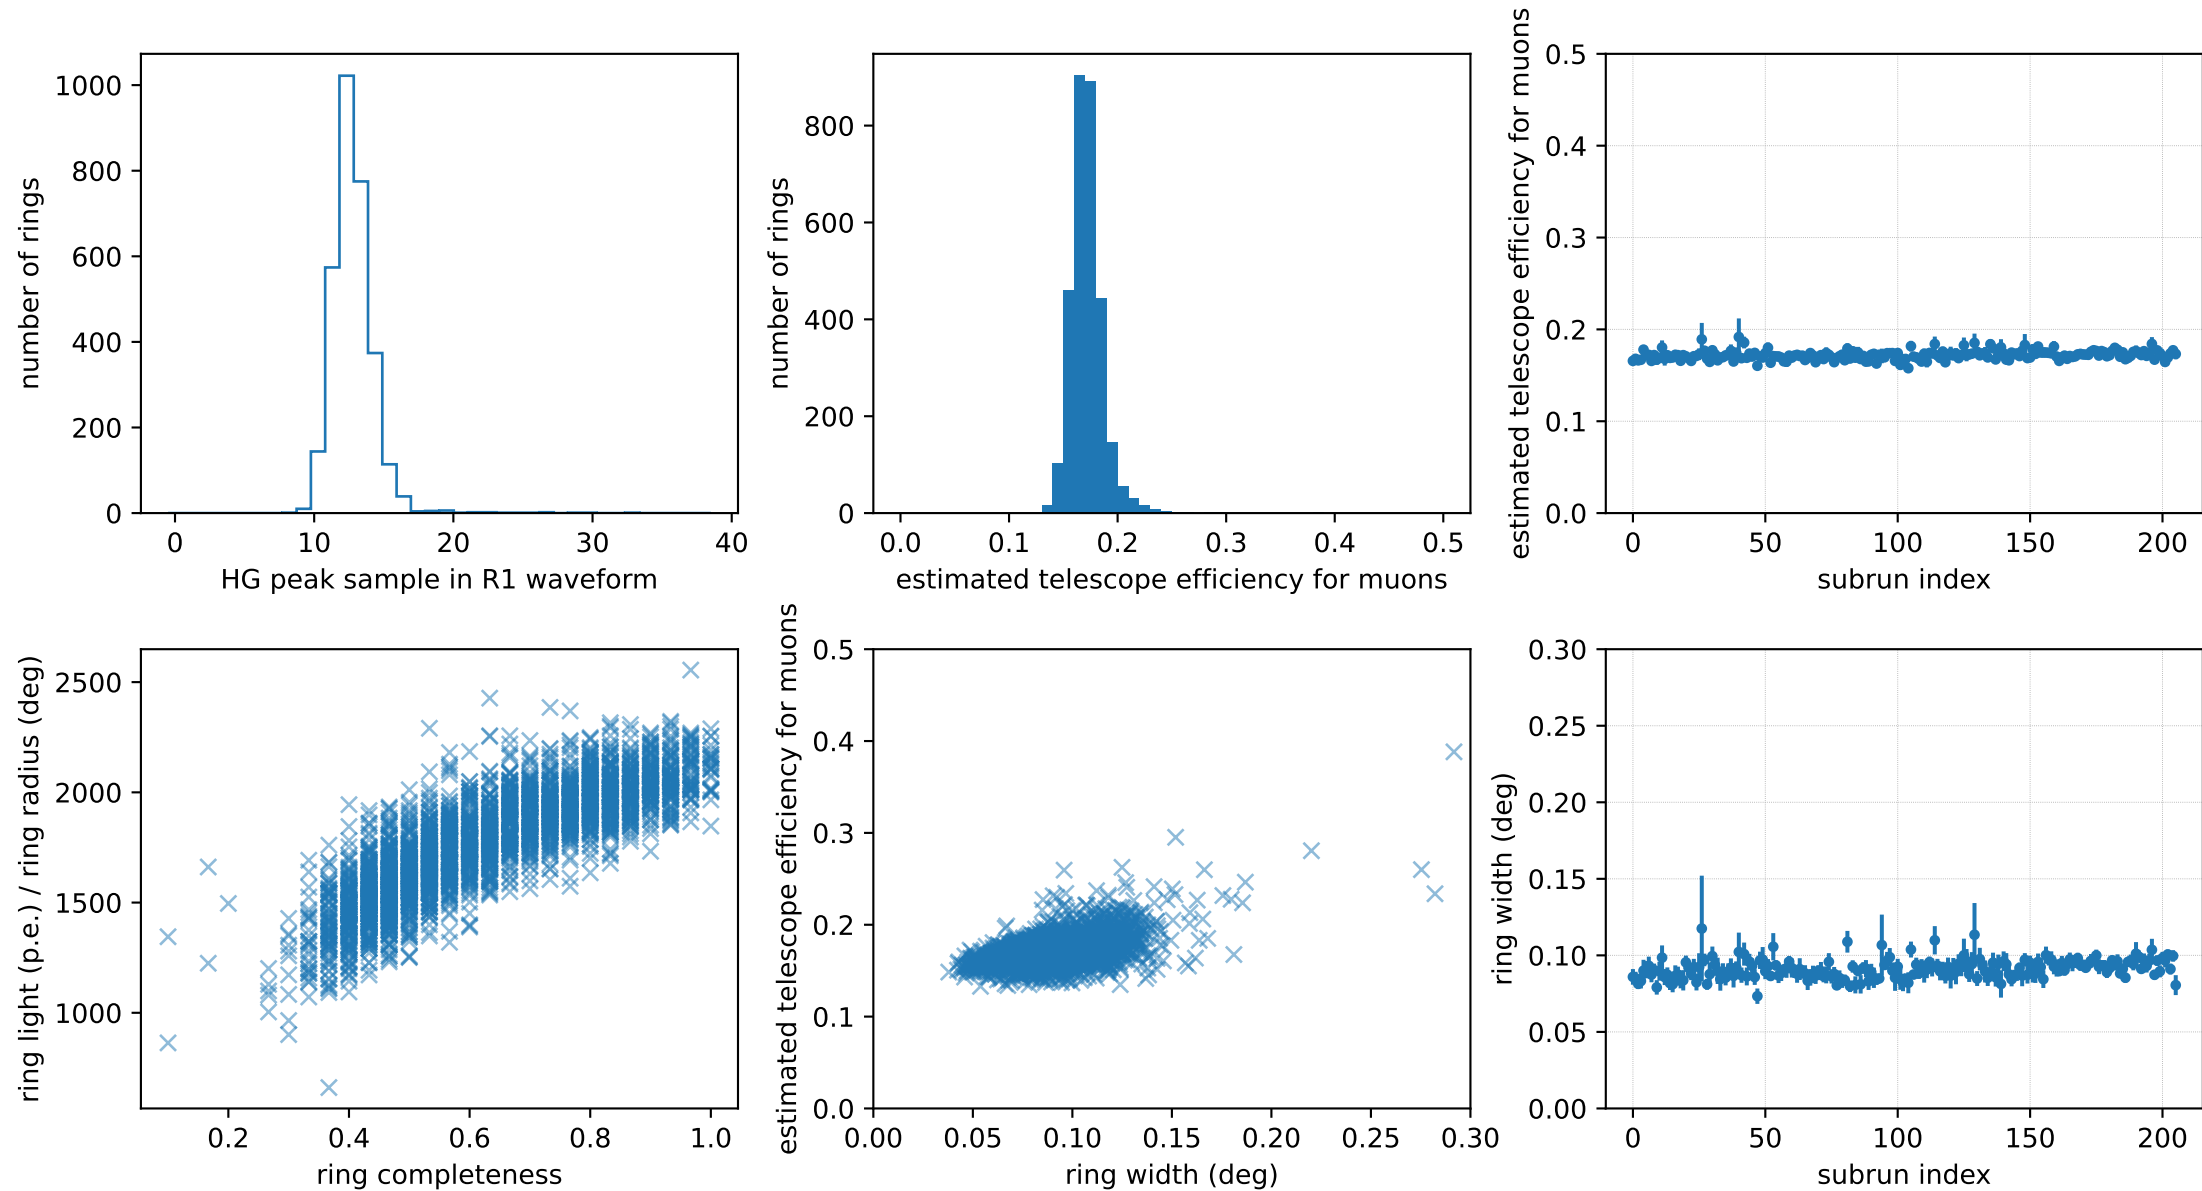 number of rings
1000
800
600
400
200
0
0 10 20 30 40
HG peak sample in R1 waveform
number of rings
800
600
400
200
0
0.0 0.1 0.2 0.3 0.4 0.5
estimated telescope efficiency for muons
estimated telescope efficiency for muons
0.5
0.4
0.3
0.2
0.1
0.0
0 50 100 150 200
subrun index
ring light (p.e.) / ring radius (deg)
2500
2000
1500
1000
0.2 0.4 0.6 0.8 1.0
ring completeness
estimated telescope efficiency for muons
0.5
0.4
0.3
0.2
0.1
0.0
0.00 0.05 0.10 0.15 0.20 0.25 0.30
ring width (deg)
ring width (deg)
0.30
0.25
0.20
0.15
0.10
0.05
0.00
0 50 100 150 200
subrun index